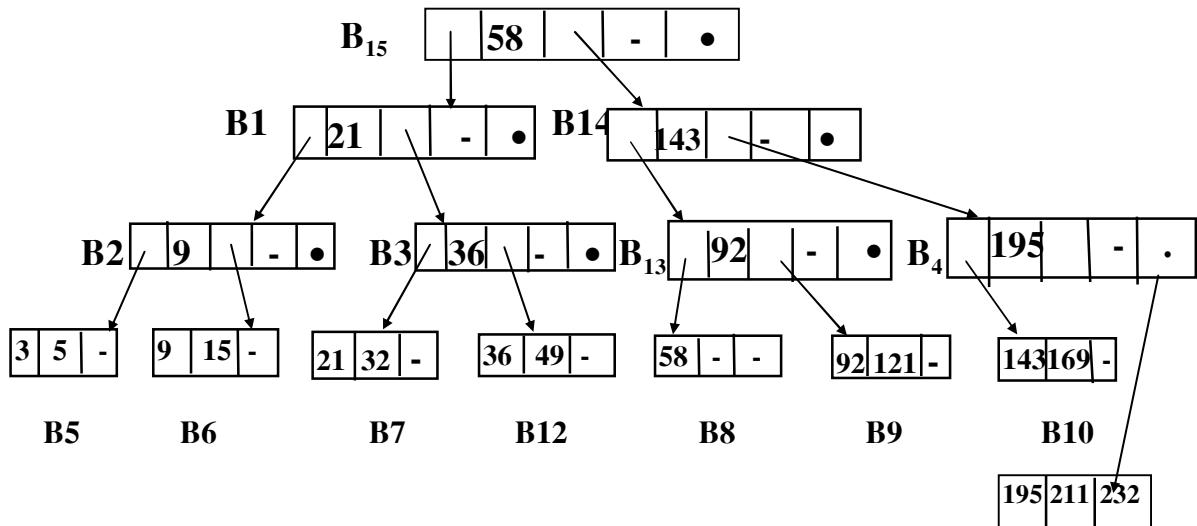 B15 58 - •
B1 21 - • B14 143 - •
B2 9 - • B3 36 - • B13 92 - • B4 195 - .
3 5 - 9 15 - 21 32 - 36 49 - 58 - - 92 121 - 143 169 -
B5 B6 B7 B12 B8 B9 B10
195 211 232